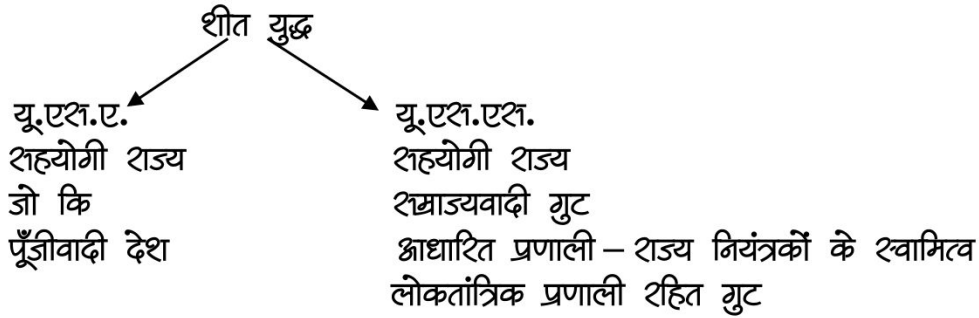 शीत युद्ध
यू.एस.ए.
सहयोगी राज्य
जो कि
पूँजीवादी देश
यू.एस.एस.
सहयोगी राज्य
सम्राज्यवादी गुट
आधारित प्रणाली – राज्य नियंत्रकों के स्वामित्व
लोकतांत्रिक प्रणाली रहित गुट